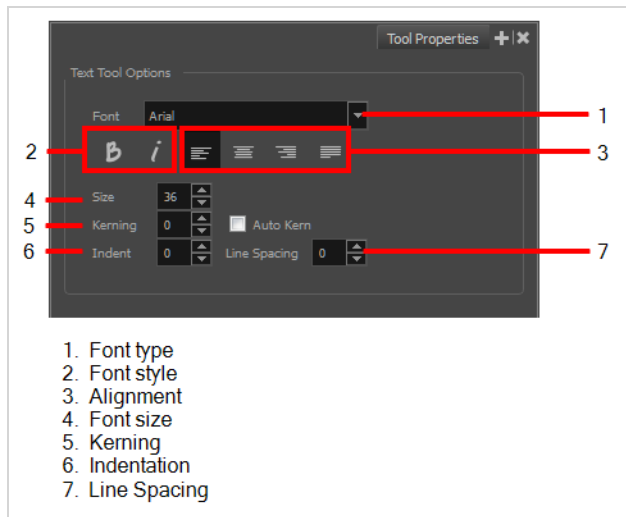 Tool Properties
Text Tool Options
Font Arial 1
2 B i 3
4 Size 36
5 Kerning 0 Auto Kern
6 Indent 0 Line Spacing 0 7
1. Font type
2. Font style
3. Alignment
4. Font size
5. Kerning
6. Indentation
7. Line Spacing